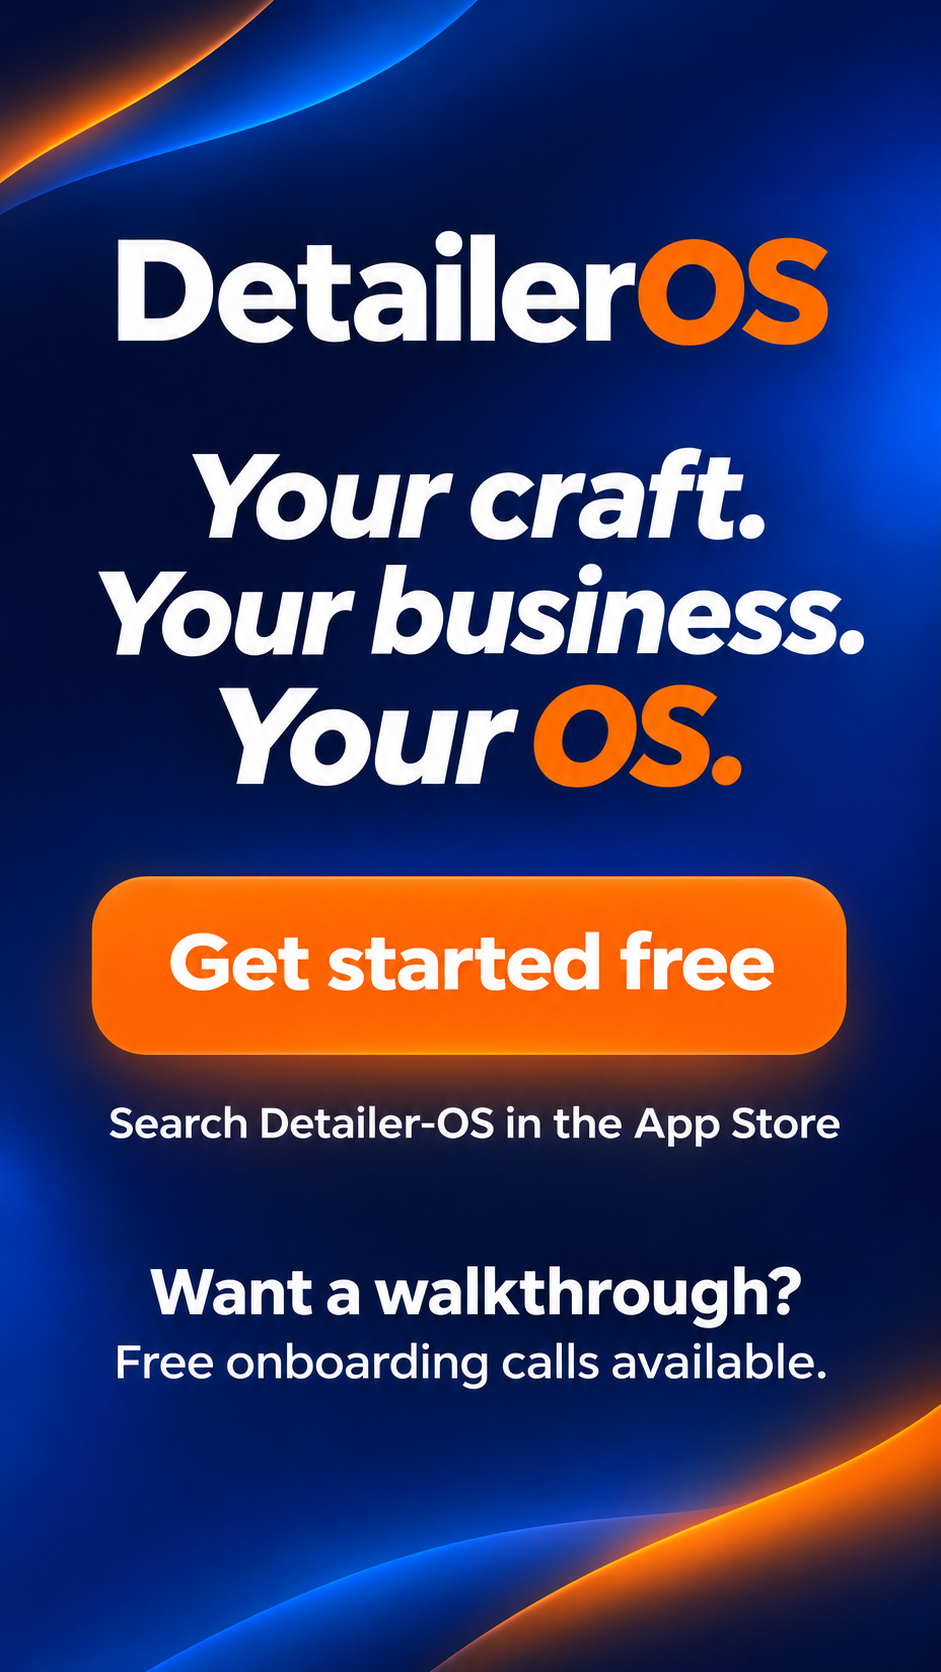 DetailerOS
Your craft.
Your business.
Your OS.
Get started free
Search Detailer-OS in the App Store
Want a walkthrough?
Free onboarding calls available.